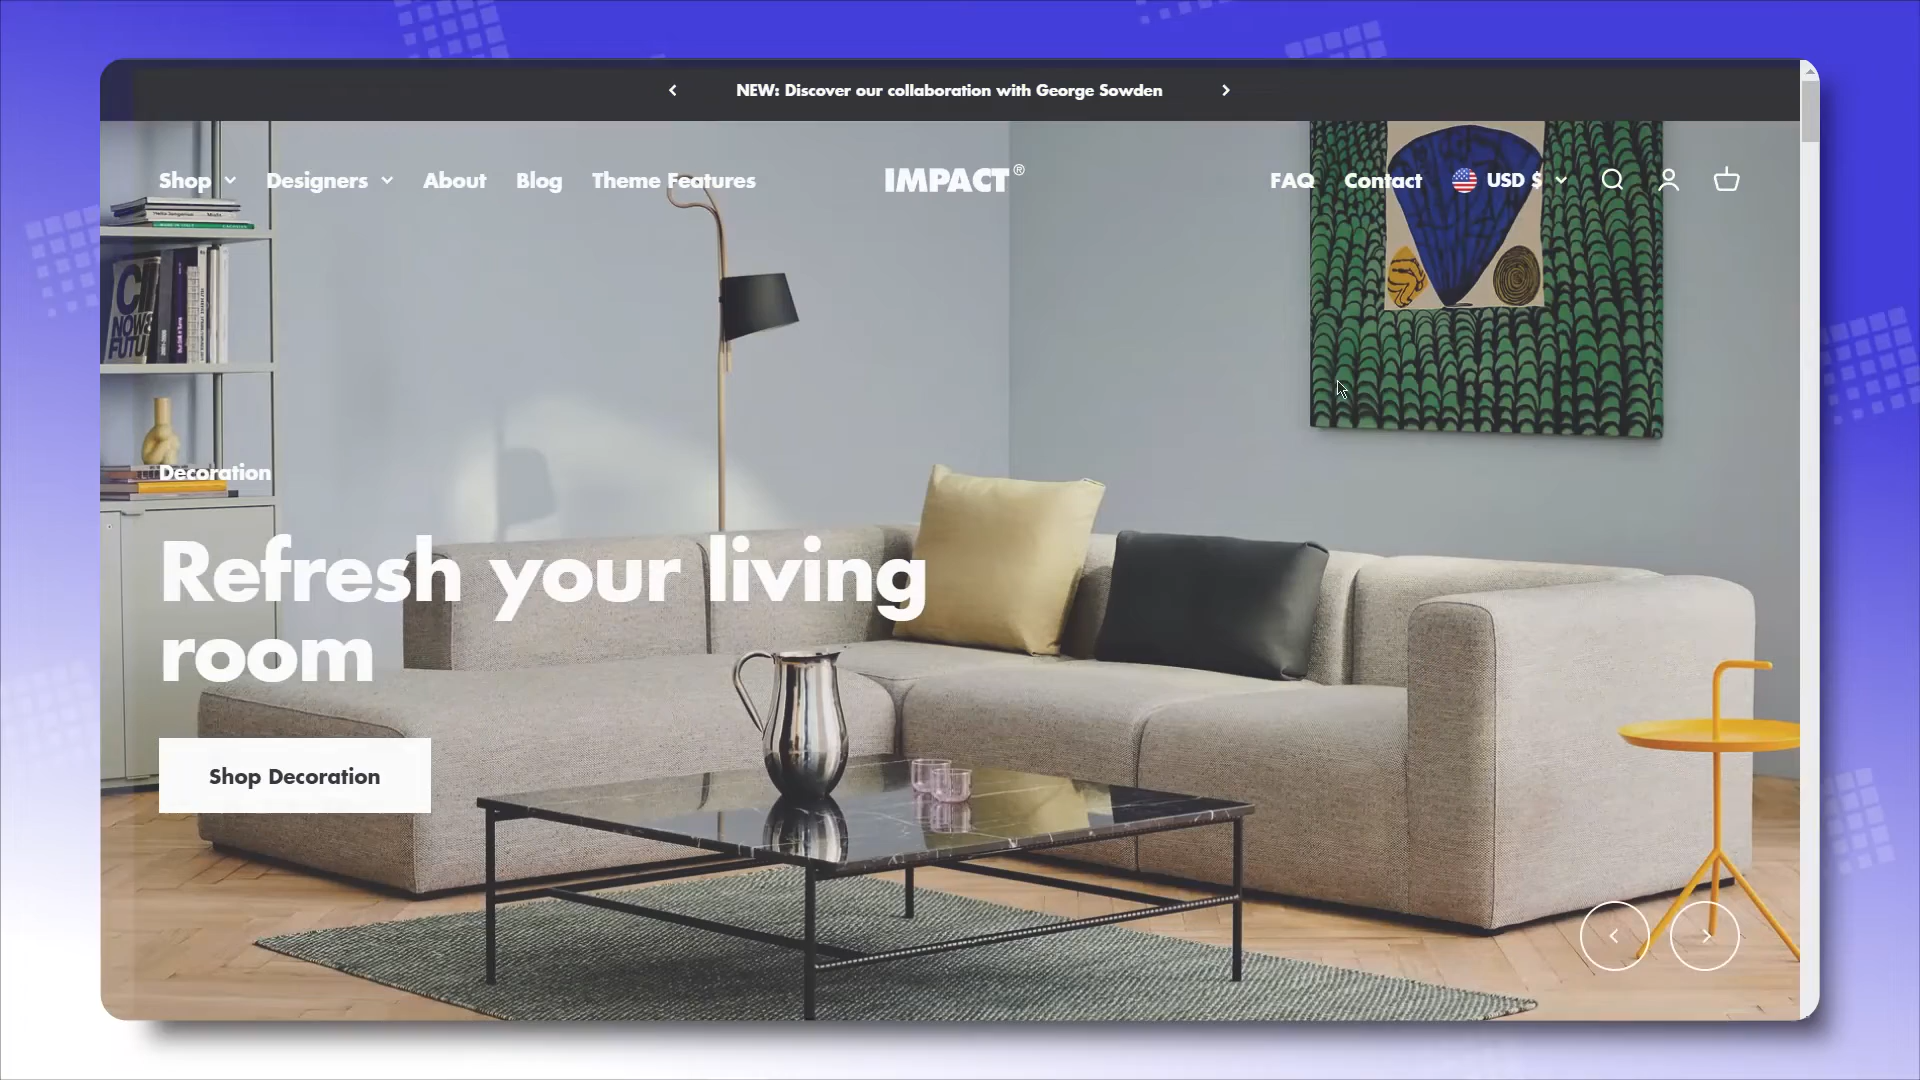 NEW: Discover our collaboration with George Sowden
Shop Designers About Blog Theme Features IMPACT® FAQ Contact USD $
Decoration
Refresh your living
room
Shop Decoration